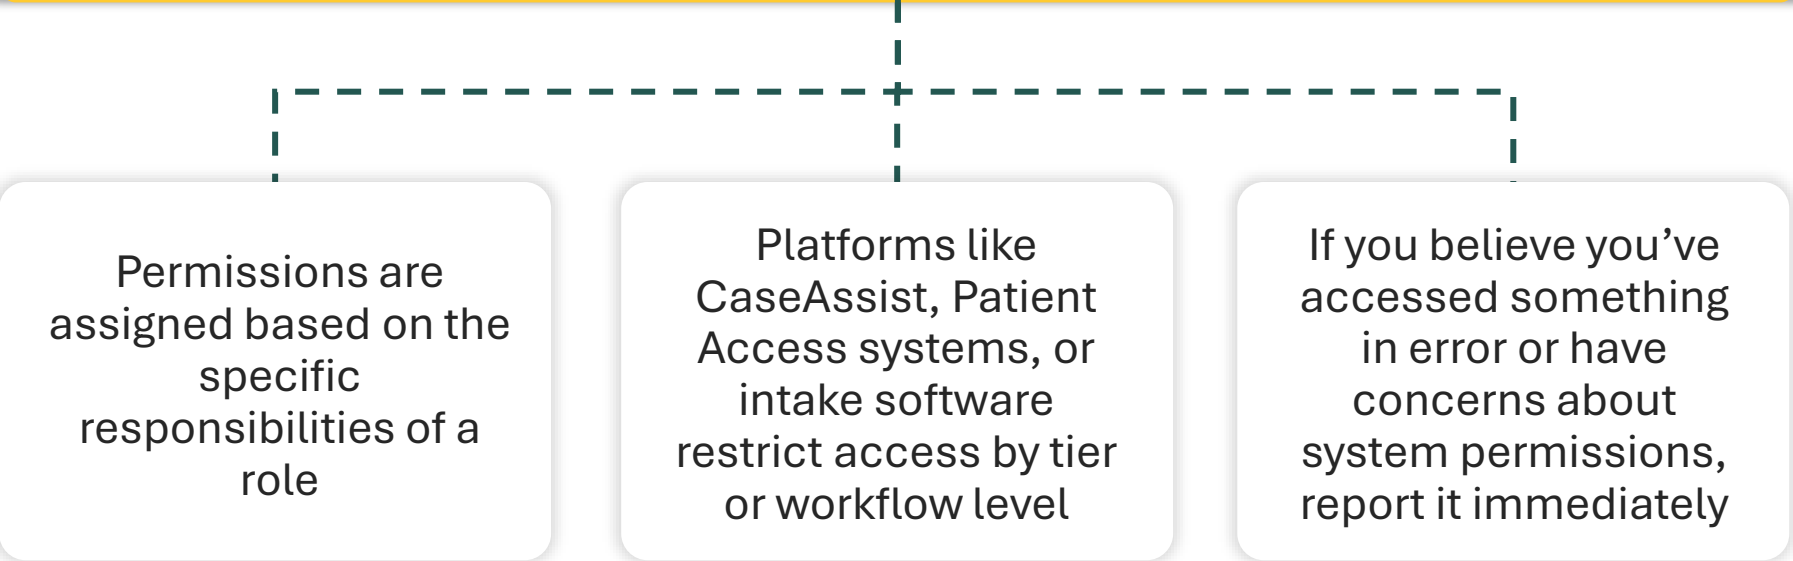 Permissions are
assigned based on the
specific
responsibilities of a
role
Platforms like
CaseAssist, Patient
Access systems, or
intake software
restrict access by tier
or workflow level
If you believe you’ve
accessed something
in error or have
concerns about
system permissions,
report it immediately